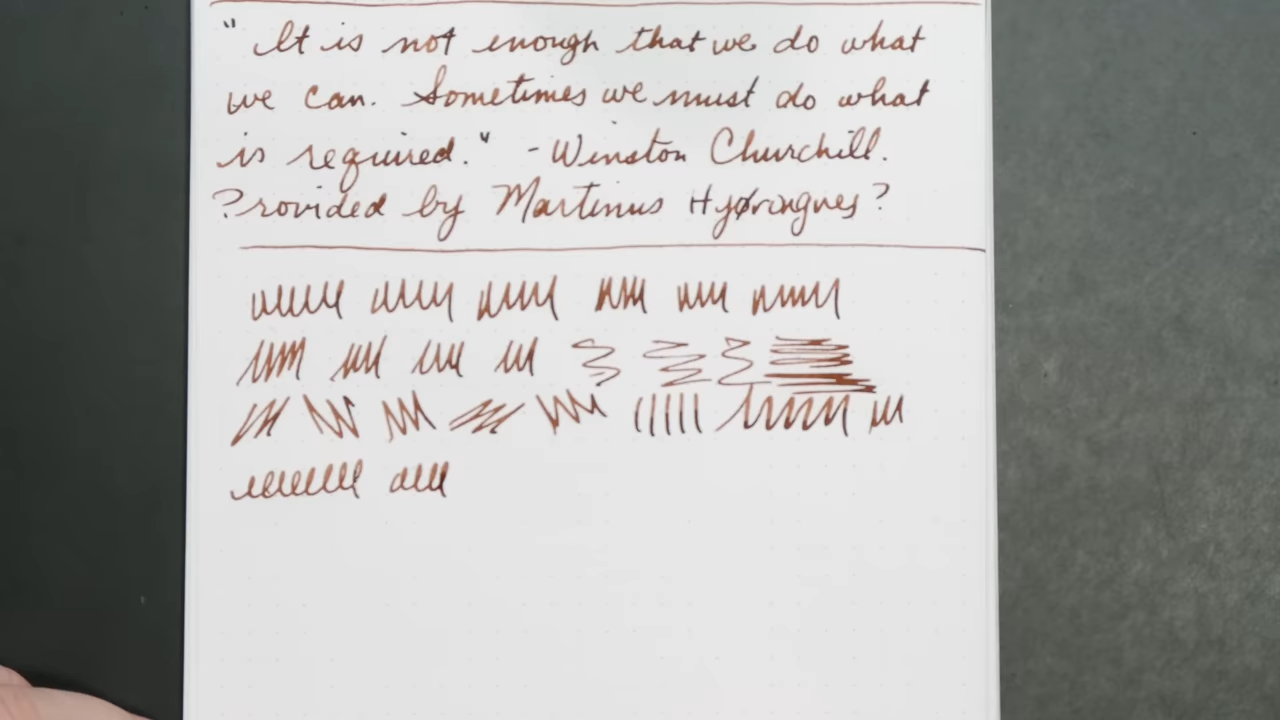 "It is not enough that we do what
we can. Sometimes we must do what
is required." -Winston Churchill.
?rovided by Martinus Hyøringnes?